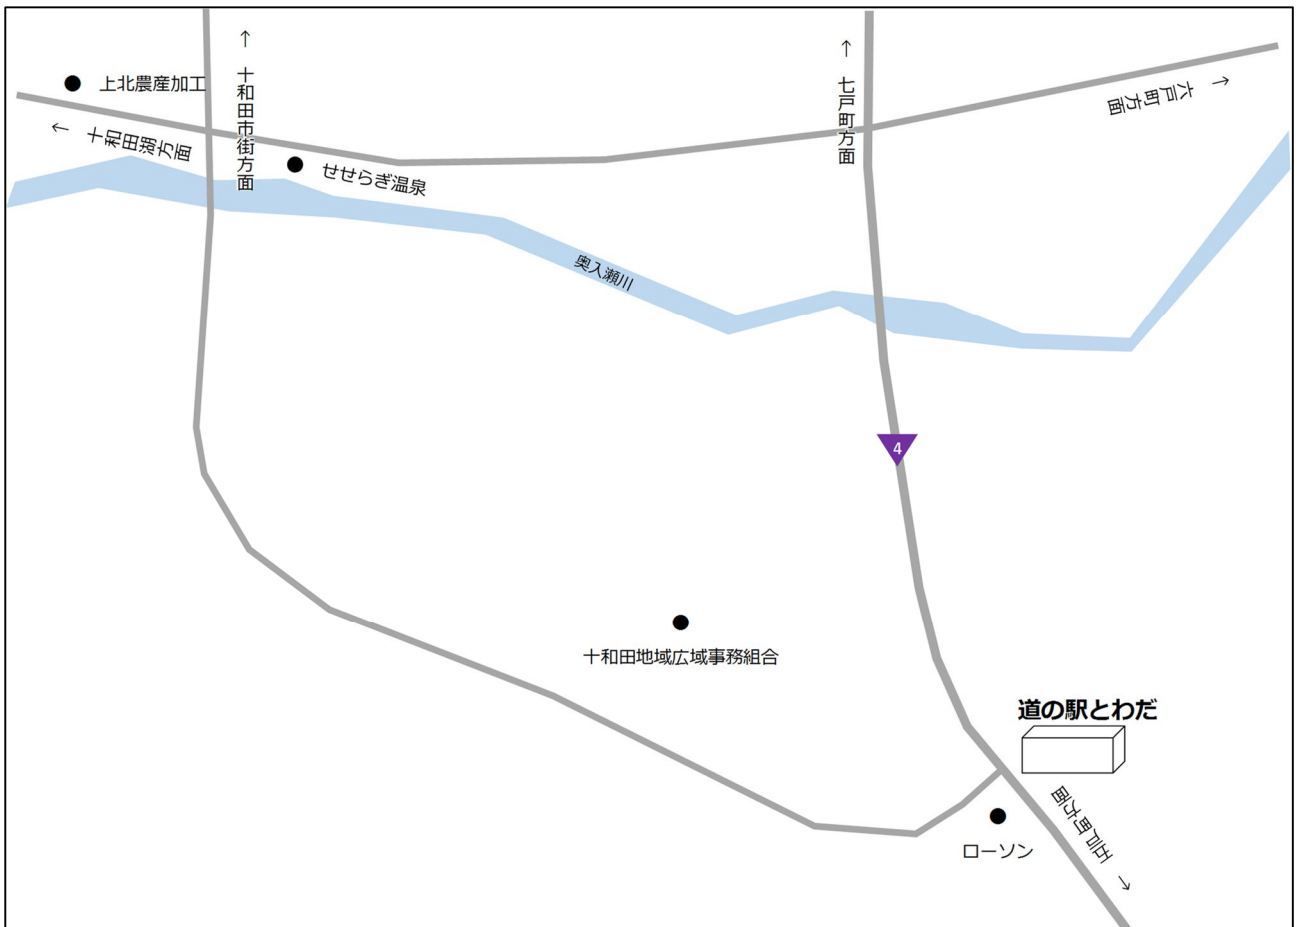 ↑ 十和田市街方面
↑ 七戸町方面
上北農産加工
六戸町方面 →
← 十和田湖方面
せせらぎ温泉
奥入瀬川
4
十和田地域広域事務組合
道の駅とわだ
五戸町方面 →
ローソン